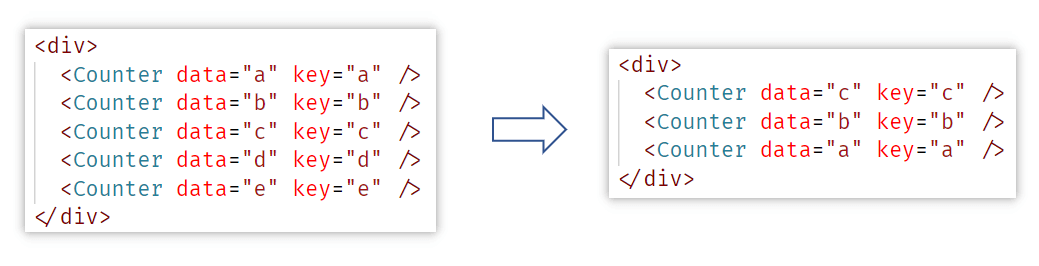 <div>
  <Counter data="a" key="a" />
  <Counter data="b" key="b" />
  <Counter data="c" key="c" />
  <Counter data="d" key="d" />
  <Counter data="e" key="e" />
</div>
<div>
  <Counter data="c" key="c" />
  <Counter data="b" key="b" />
  <Counter data="a" key="a" />
</div>